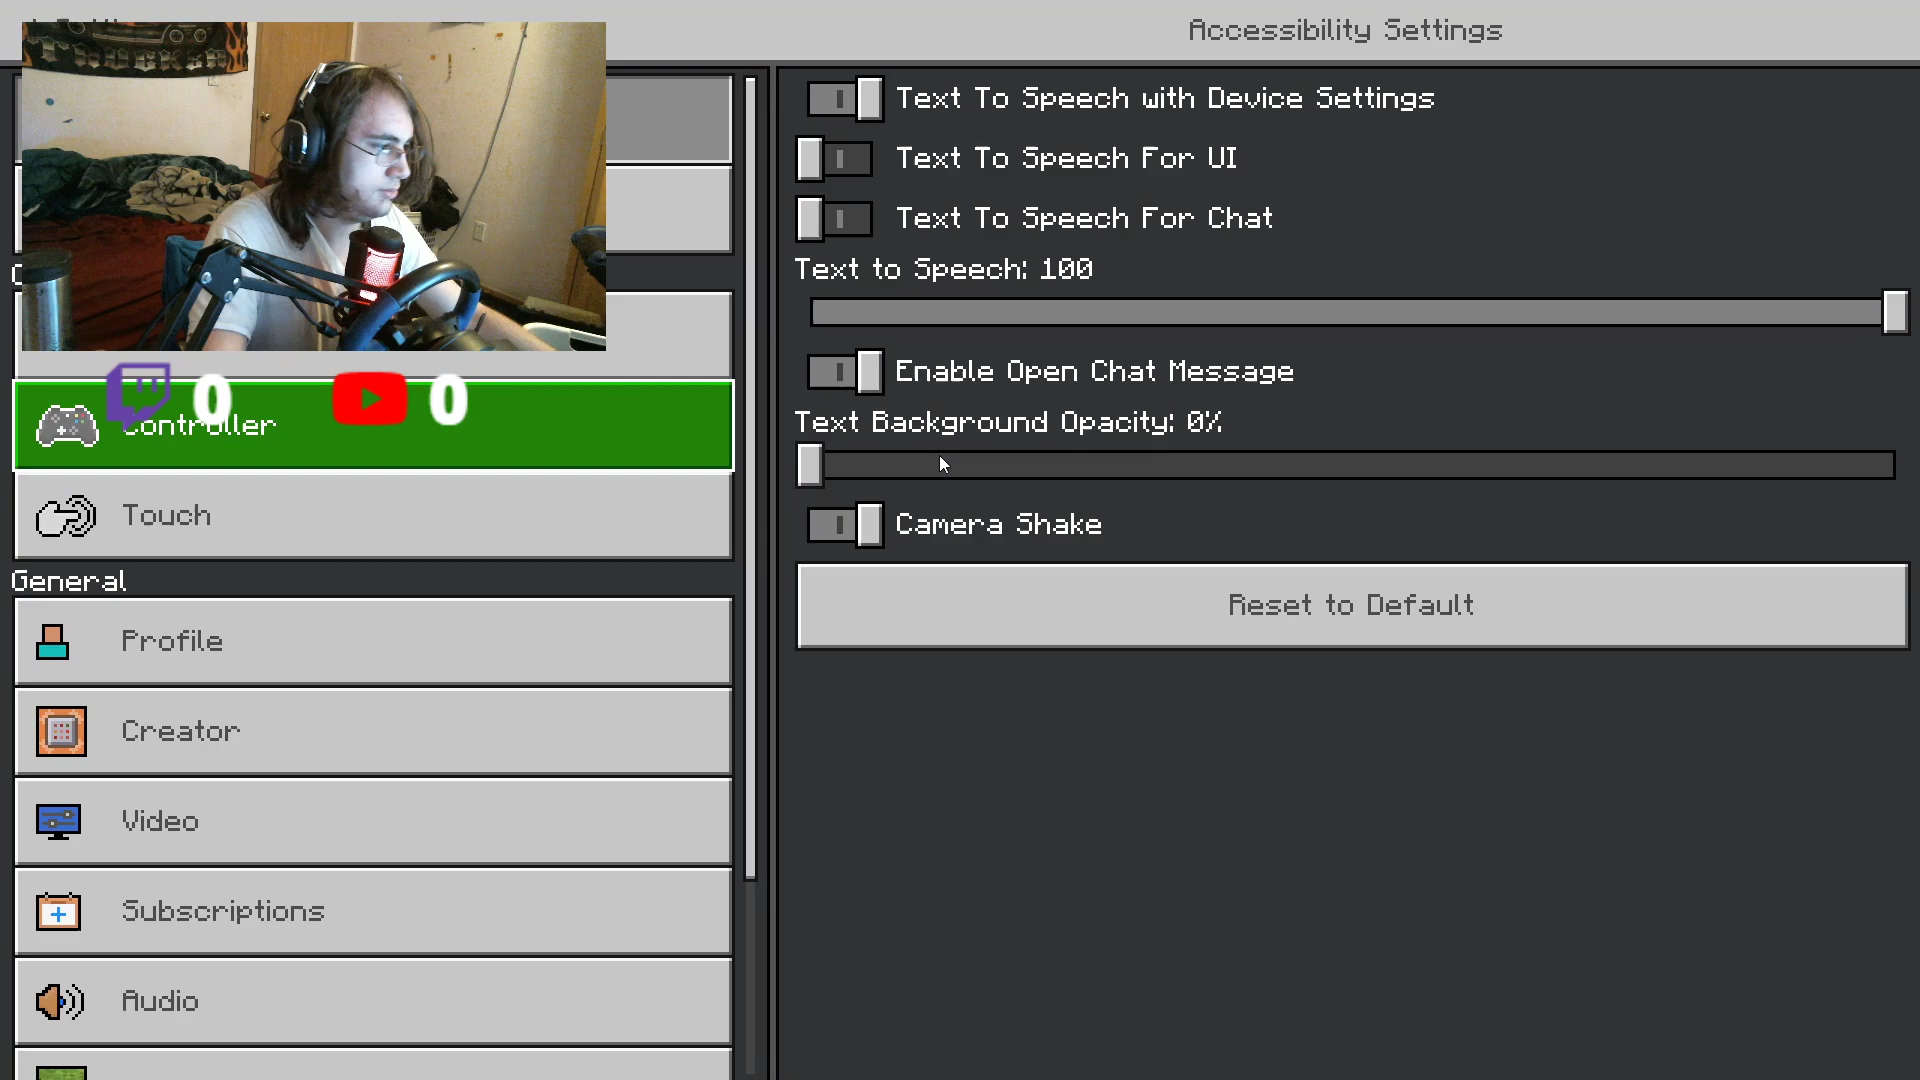 Accessibility Settings
TRUCKER
Text To Speech with Device Settings
Text To Speech For UI
Text To Speech For Chat
Text to Speech: 100
Enable Open Chat Message
Text Background Opacity: 0%
Camera Shake
Reset to Default
0 0
Controller
Touch
General
Profile
Creator
Video
Subscriptions
Audio